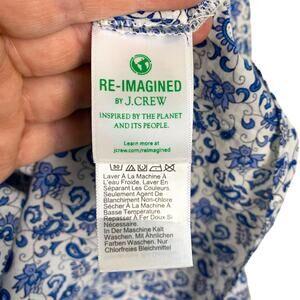 RE-IMAGINED
BY J.CREW
INSPIRED BY THE PLANET
AND ITS PEOPLE.
Learn more at
jcrew.com/reimagined
Laver À La Machine À
L'eau Froide, Laver En
Séparant Les Couleurs
Seulement Agent De
Blanchiment Non-chlore
Sécher À La Machine À
Basse Température
Repasser À Fer Doux Si
Nécessaire.
In Der Maschine Kalt
Waschen, Mit Ähnlichen
Farben Waschen, Nur
Chlorfreies Bleichmittel